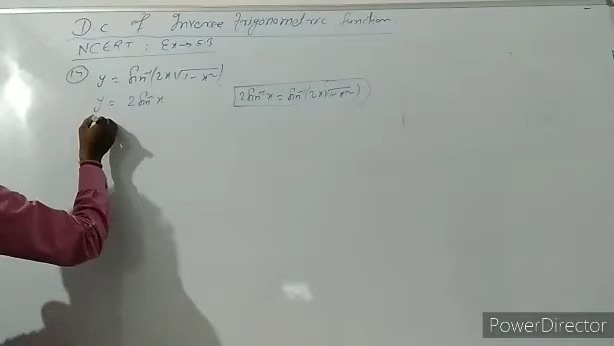 D.C of Inverse Trigonometric function.
NCERT : Ex → 5.3
y = Sin⁻¹(2x√1-x²)
y = 2Sin⁻¹x
2Sin⁻¹x = Sin⁻¹(2x√1-x²)
PowerDirector